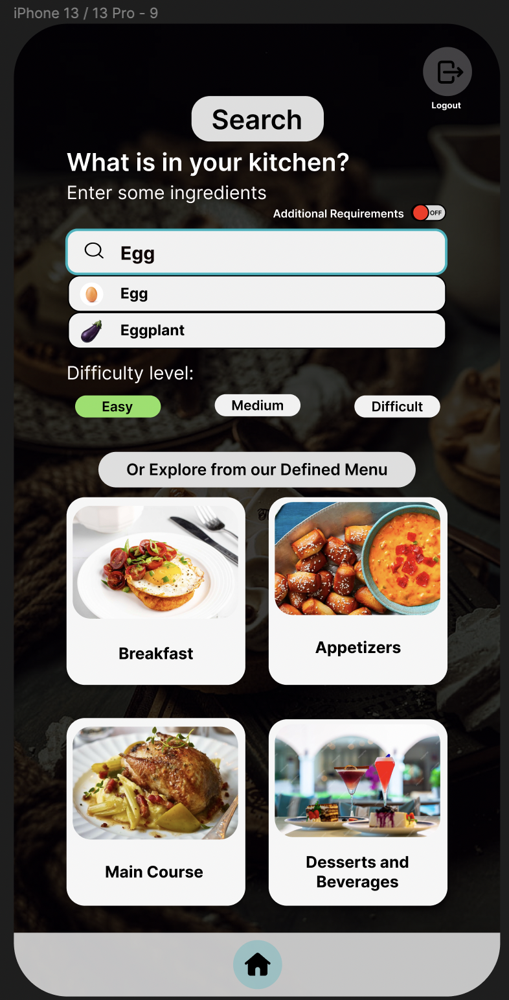 iPhone 13 / 13 Pro - 9
Logout
Search
What is in your kitchen?
Enter some ingredients
Additional Requirements OFF
Egg
Egg
Eggplant
Difficulty level:
Easy Medium Difficult
Or Explore from our Defined Menu
Breakfast
Appetizers
Main Course
Desserts and
Beverages